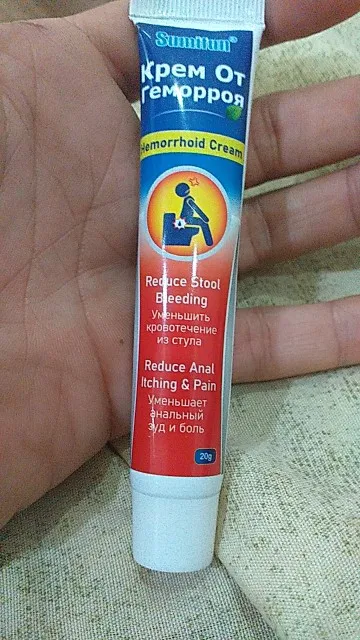 Sumifun®
Крем От
Геморроя
Hemorrhoid Cream
Reduce Stool
Bleeding
Уменьшить
кровотечение
из стула
Reduce Anal
Itching & Pain
Уменьшает
анальный
зуд и боль
20g